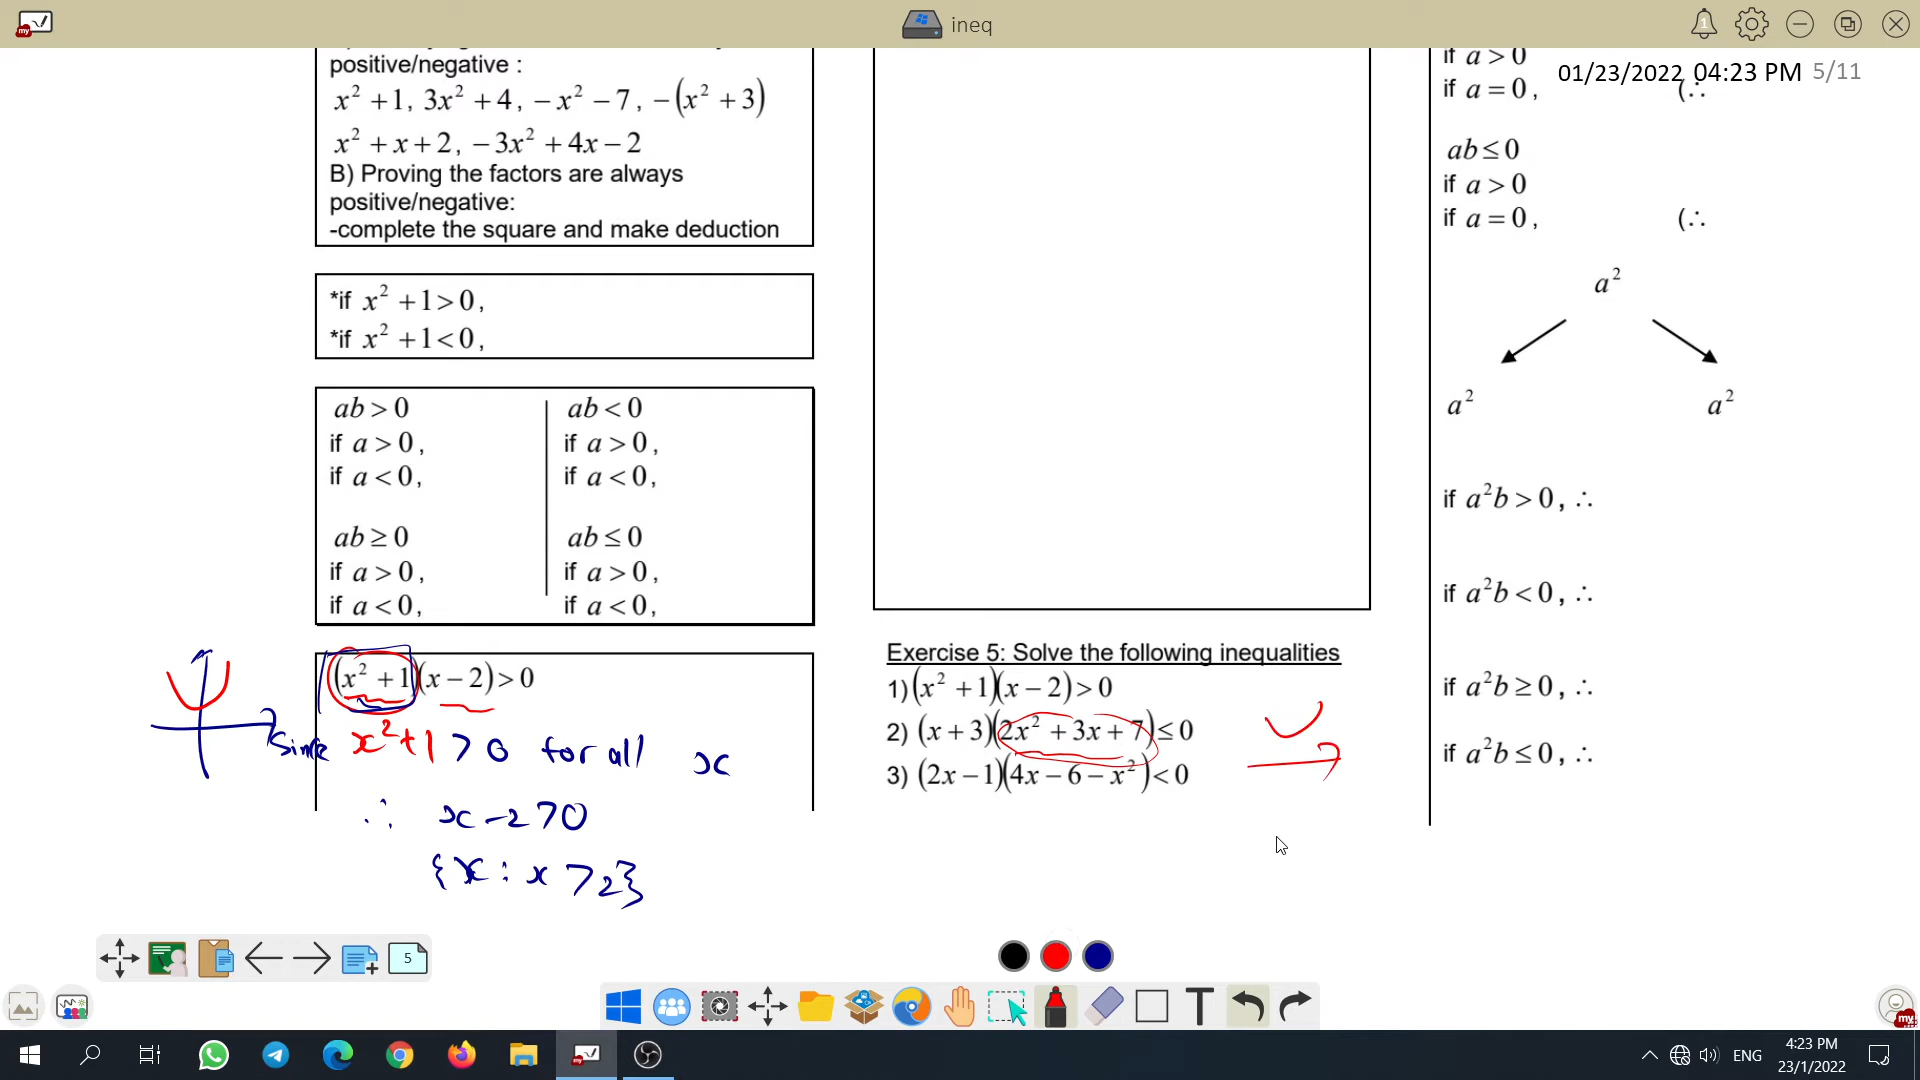 ineq
01/23/2022 04:23 PM 5/11
positive/negative :
x² + 1, 3x² + 4, − x² − 7, − (x² + 3)
x² + x + 2, − 3x² + 4x − 2
B) Proving the factors are always
positive/negative:
-complete the square and make deduction
*if x² + 1 > 0,
*if x² + 1 < 0,
ab > 0
if a > 0,
if a < 0,
ab < 0
if a > 0,
if a < 0,
ab ≥ 0
if a > 0,
if a < 0,
ab ≤ 0
if a > 0,
if a < 0,
(x² + 1)(x − 2) > 0
Since x² + 1 > 0 for all x
∴ x − 2 > 0
{x : x > 2}
Exercise 5: Solve the following inequalities
1) (x² + 1)(x − 2) > 0
2) (x + 3)(2x² + 3x + 7) ≤ 0
3) (2x − 1)(4x − 6 − x²) < 0
if a > 0
if a = 0, (∴
ab ≤ 0
if a > 0
if a = 0, (∴
a²
a² a²
if a²b > 0, ∴
if a²b < 0, ∴
if a²b ≥ 0, ∴
if a²b ≤ 0, ∴
5
T
my
1
ENG
4:23 PM
23/1/2022